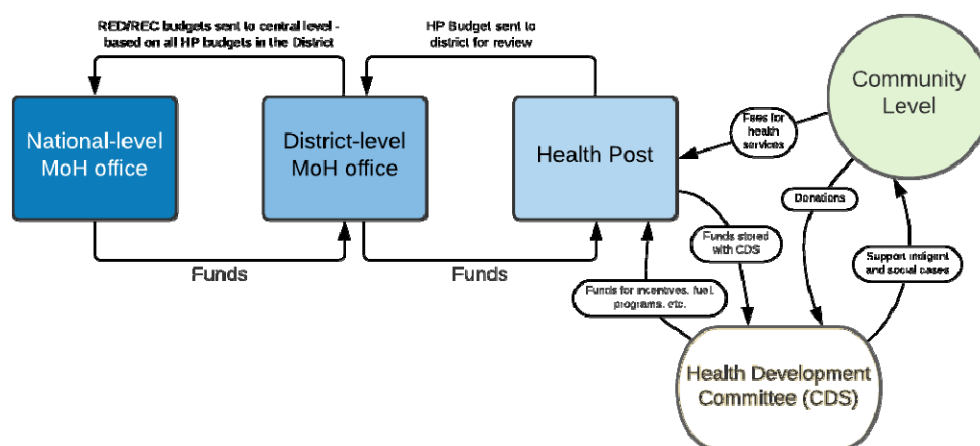 RED/REC budgets sent to central level -
based on all HP budgets in the District
HP Budget sent to
district for review
National-level
MoH office
District-level
MoH office
Health Post
Community
Level
Fees for
health
services
Donations
Funds stored
with CDS
Support indigent
and social cases
Funds
Funds
Funds for incentives, fuel,
programs, etc.
Health Development
Committee (CDS)